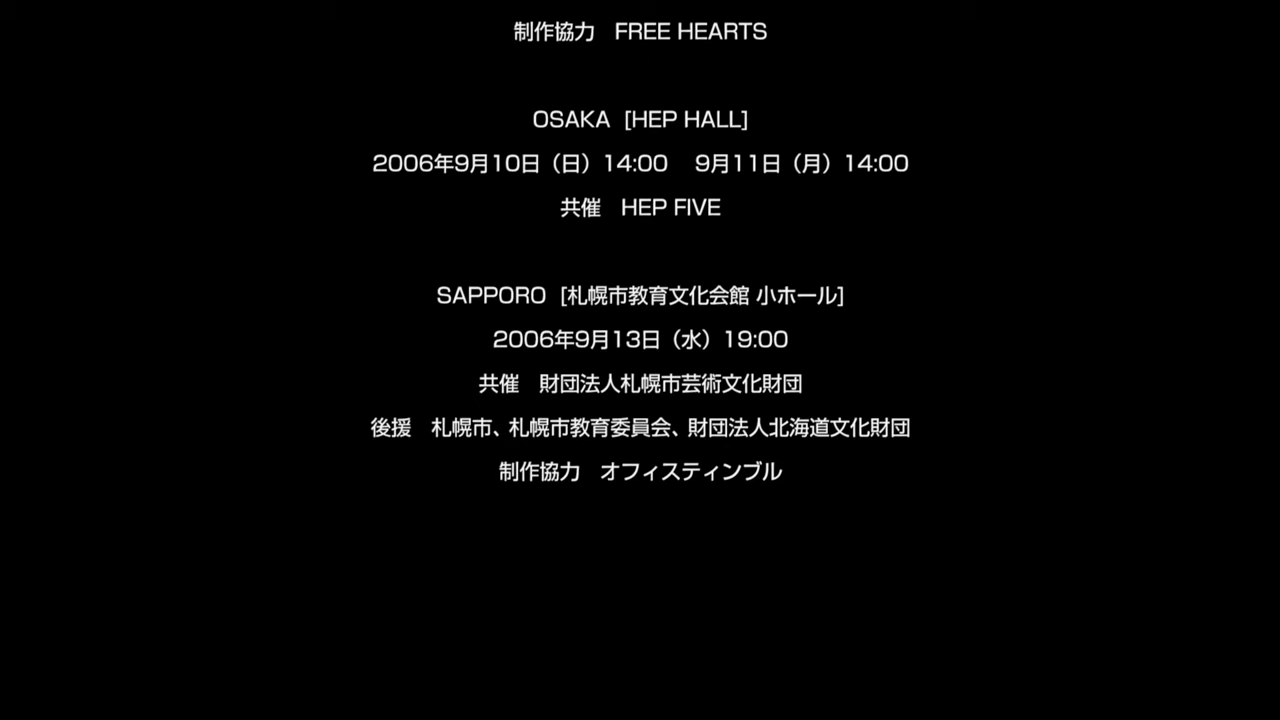 制作協力　FREE HEARTS
OSAKA [HEP HALL]
2006年9月10日（日）14:00　9月11日（月）14:00
共催　HEP FIVE
SAPPORO [札幌市教育文化会館 小ホール]
2006年9月13日（水）19:00
共催　財団法人札幌市芸術文化財団
後援　札幌市、札幌市教育委員会、財団法人北海道文化財団
制作協力　オフィスティンブル